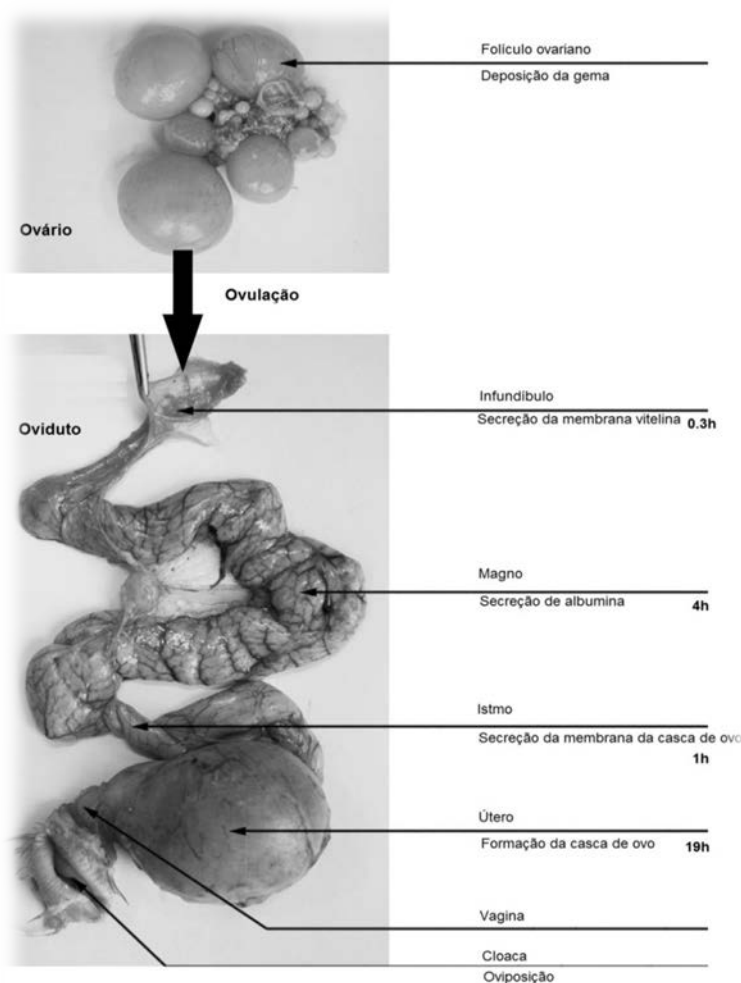 Folículo ovariano
Deposição da gema
Ovário
Ovulação
Oviduto
Infundíbulo
Secreção da membrana vitelina 0.3h
Magno
Secreção de albumina 4h
Istmo
Secreção da membrana da casca de ovo
1h
Útero
Formação da casca de ovo 19h
Vagina
Cloaca
Oviposição